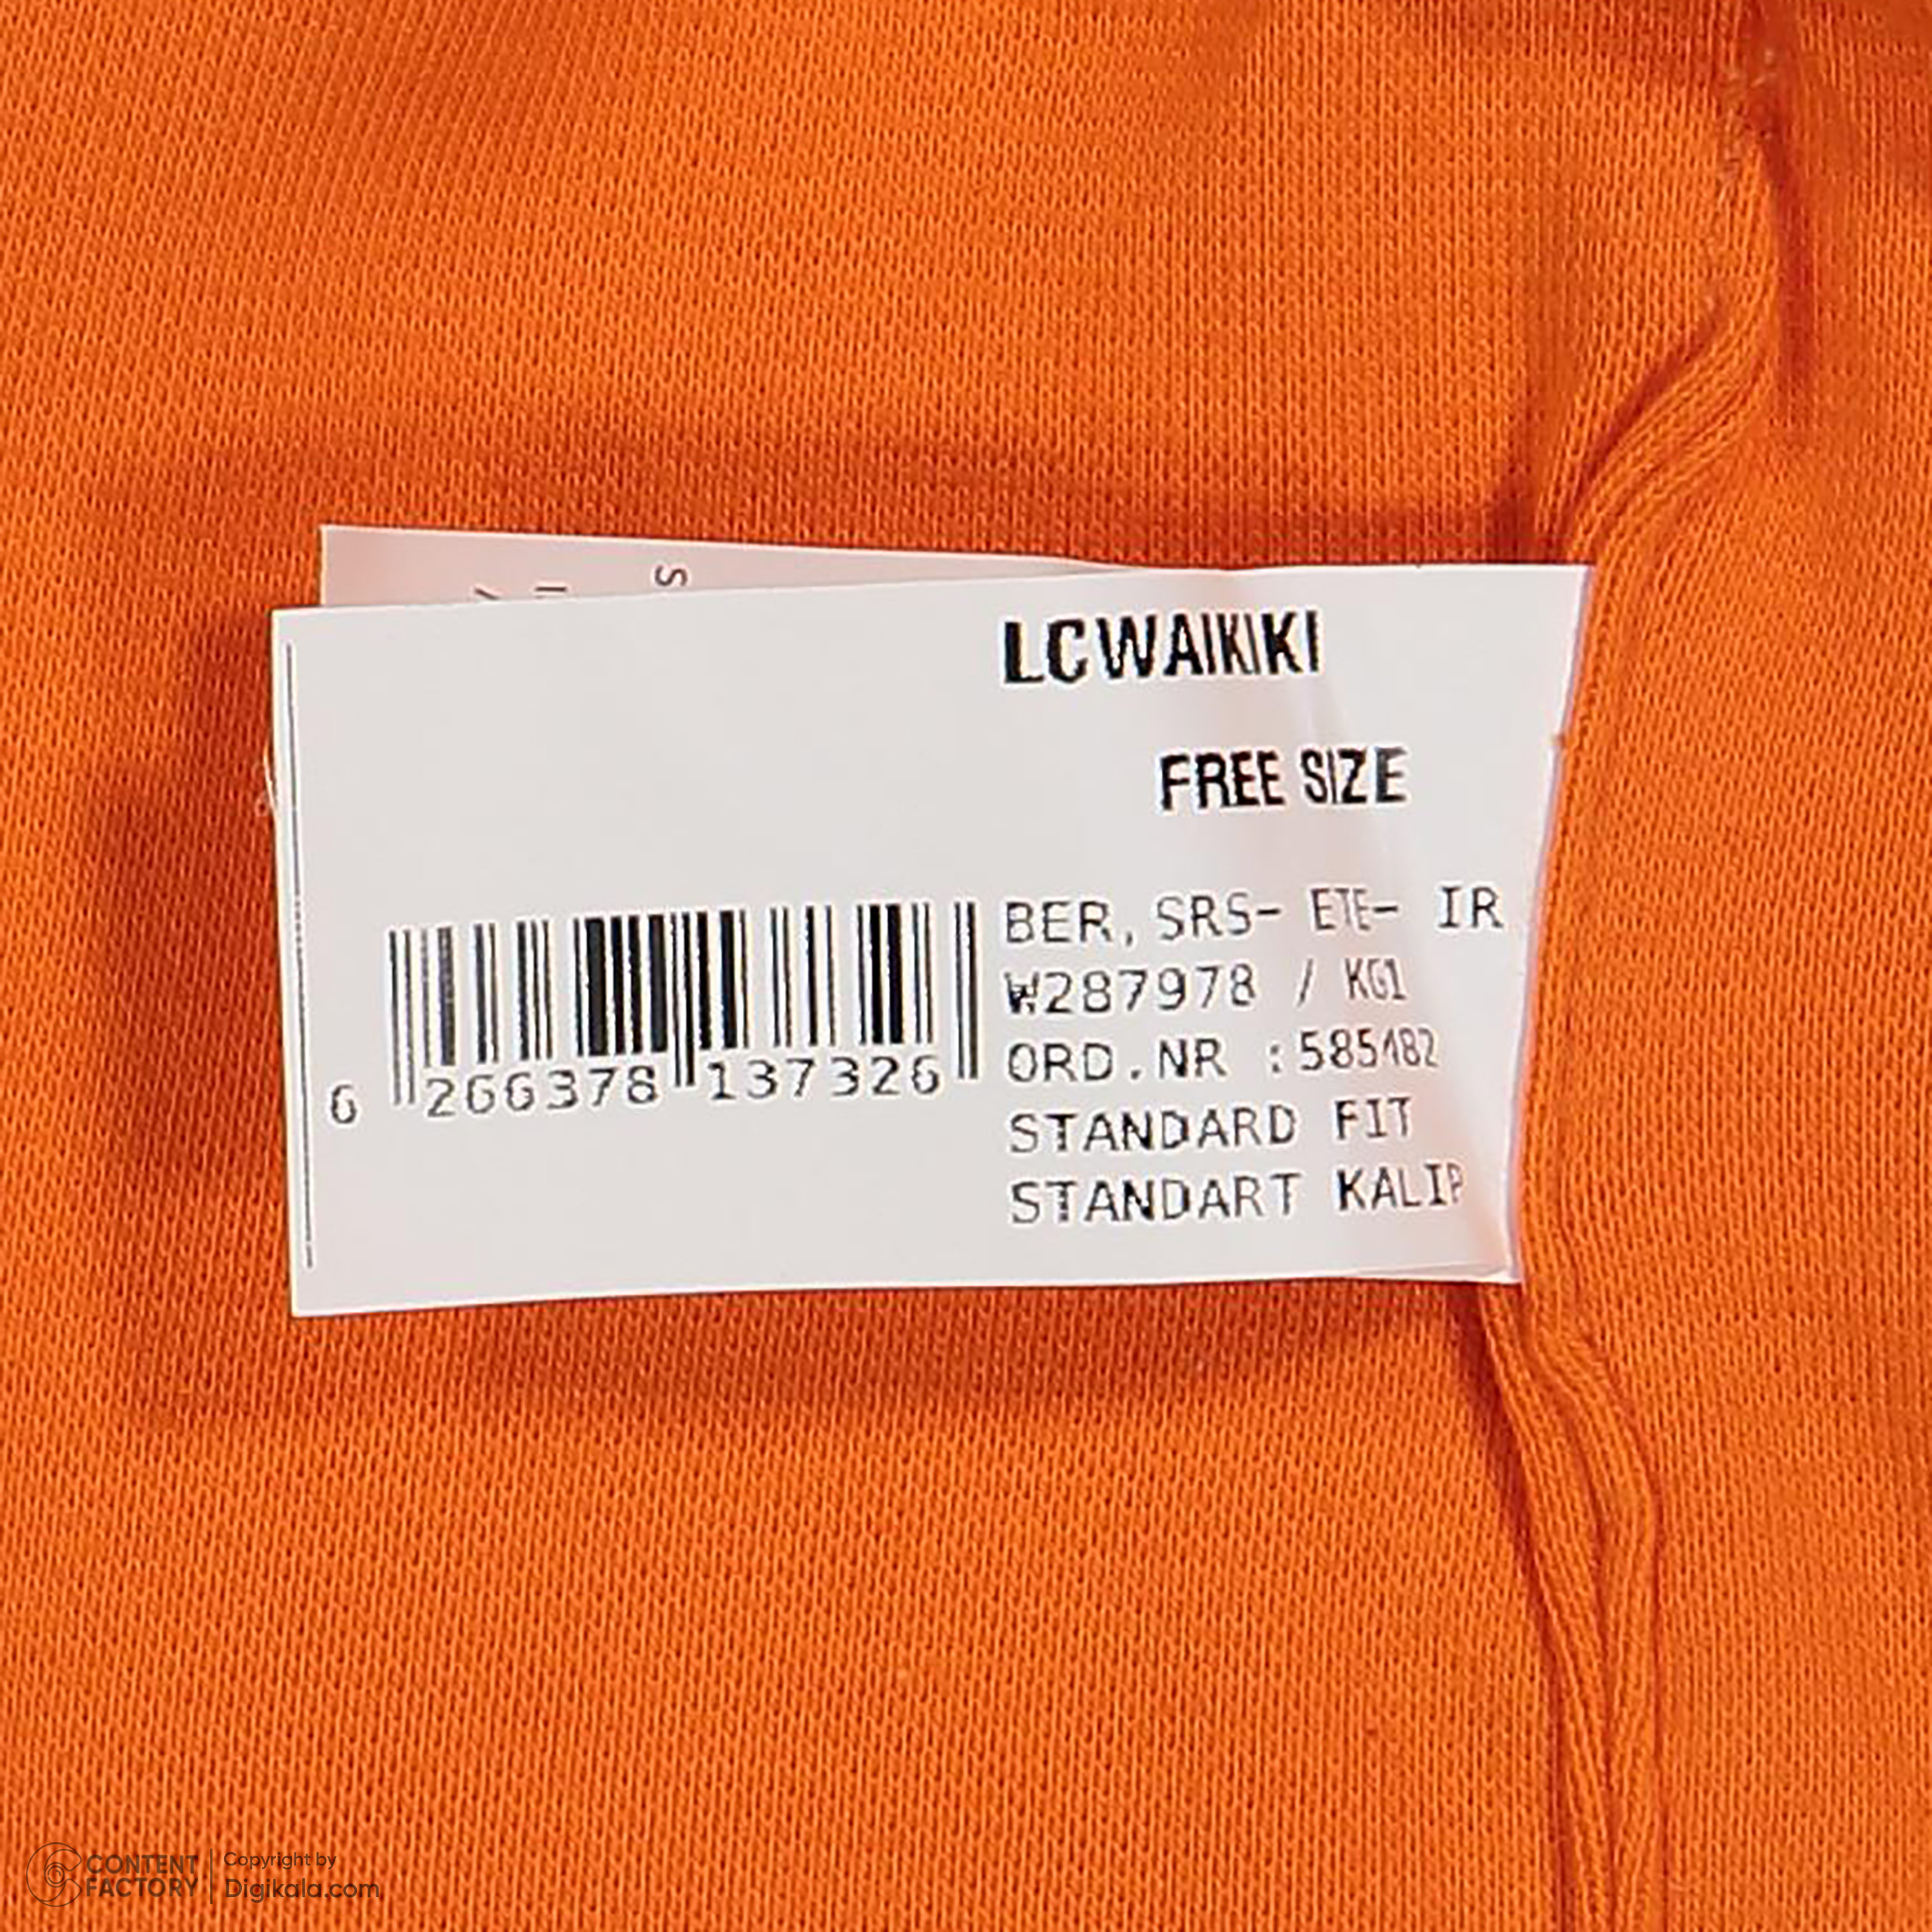 S
LCWAIKIKI
FREE SIZE
BER, SRS- ETE- IR
W287978 / KG1
ORD.NR :585482
STANDARD FIT
STANDART KALIP
6 266378 137326
CONTENT FACTORY
Copyright by
Digikala.com